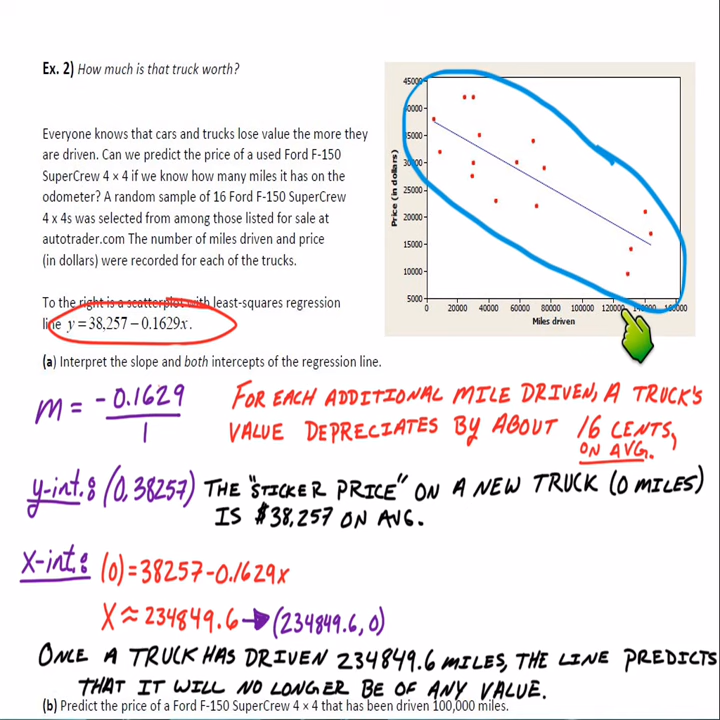 Ex. 2) How much is that truck worth?
Everyone knows that cars and trucks lose value the more they
are driven. Can we predict the price of a used Ford F-150
SuperCrew 4 × 4 if we know how many miles it has on the
odometer? A random sample of 16 Ford F-150 SuperCrew
4 x 4s was selected from among those listed for sale at
autotrader.com The number of miles driven and price
(in dollars) were recorded for each of the trucks.
To the right is a scatterplot with least-squares regression
line y = 38,257 – 0.1629x.
Price (in dollars)
45000
40000
35000
30000
25000
20000
15000
10000
5000
0 20000 40000 60000 80000 100000 120000 140000 160000
Miles driven
(a) Interpret the slope and both intercepts of the regression line.
m = -0.1629/1
FOR EACH ADDITIONAL MILE DRIVEN, A TRUCK'S
VALUE DEPRECIATES BY ABOUT 16 CENTS,
ON AVG.
y-int.: (0, 38257) THE "STICKER PRICE" ON A NEW TRUCK (0 MILES)
IS $38,257 ON AVG.
X-int.: (0) = 38257-0.1629x
X ≈ 234849.6 → (234849.6, 0)
ONCE A TRUCK HAS DRIVEN 234849.6 MILES, THE LINE PREDICTS
THAT IT WILL NO LONGER BE OF ANY VALUE.
(b) Predict the price of a Ford F-150 SuperCrew 4 × 4 that has been driven 100,000 miles.